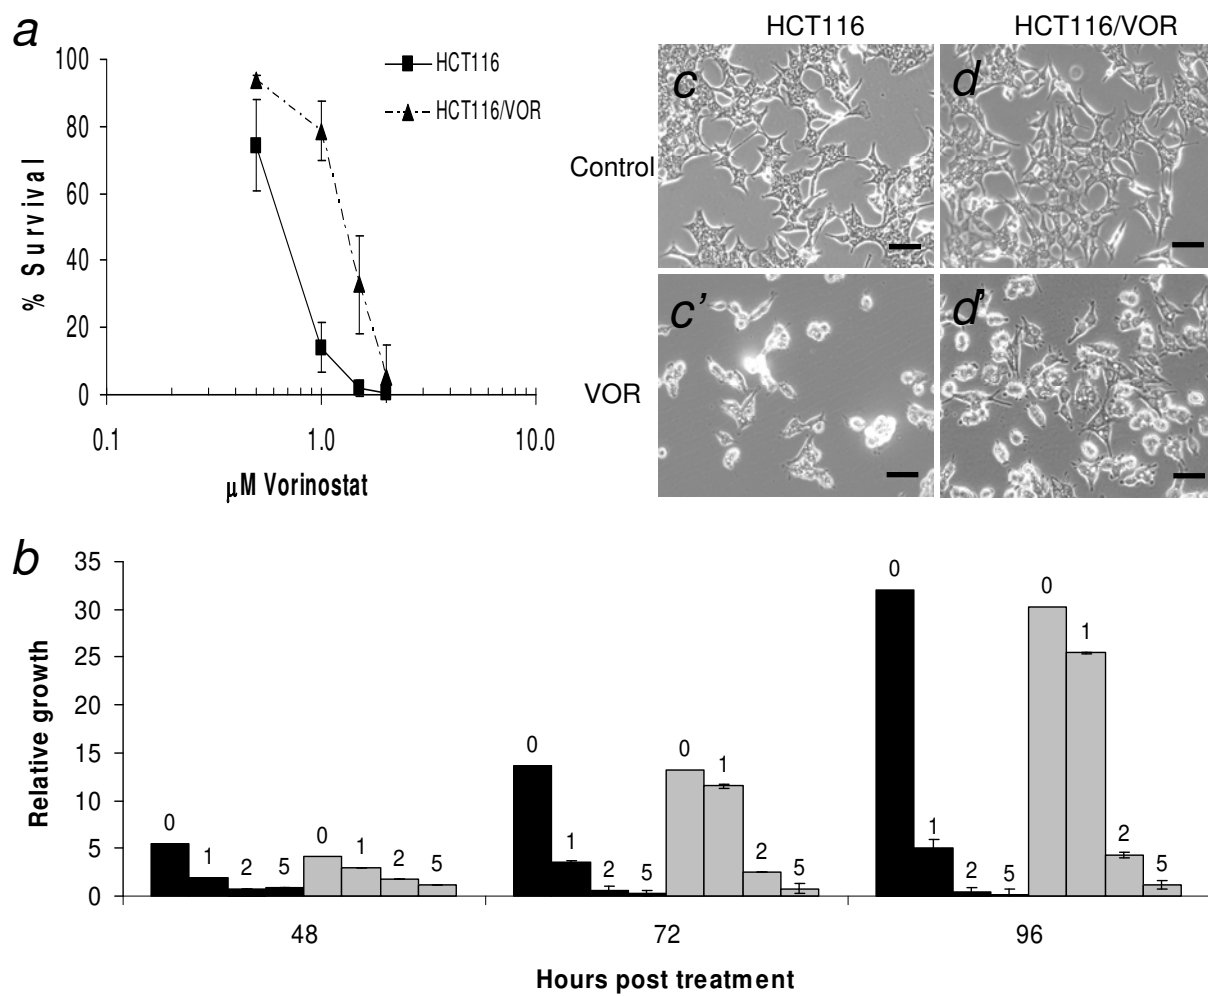 a
100
80
60
40
20
0
% Survival
0.1 1.0 10.0
μM Vorinostat
HCT116
HCT116/VOR
HCT116 HCT116/VOR
Control
VOR
c
d
c’
d’
b
35
30
25
20
15
10
5
0
Relative growth
0 1 2 5 0 1 2 5
0 1 2 5 0 1 2 5
0 1 2 5 0 1 2 5
48 72 96
Hours post treatment